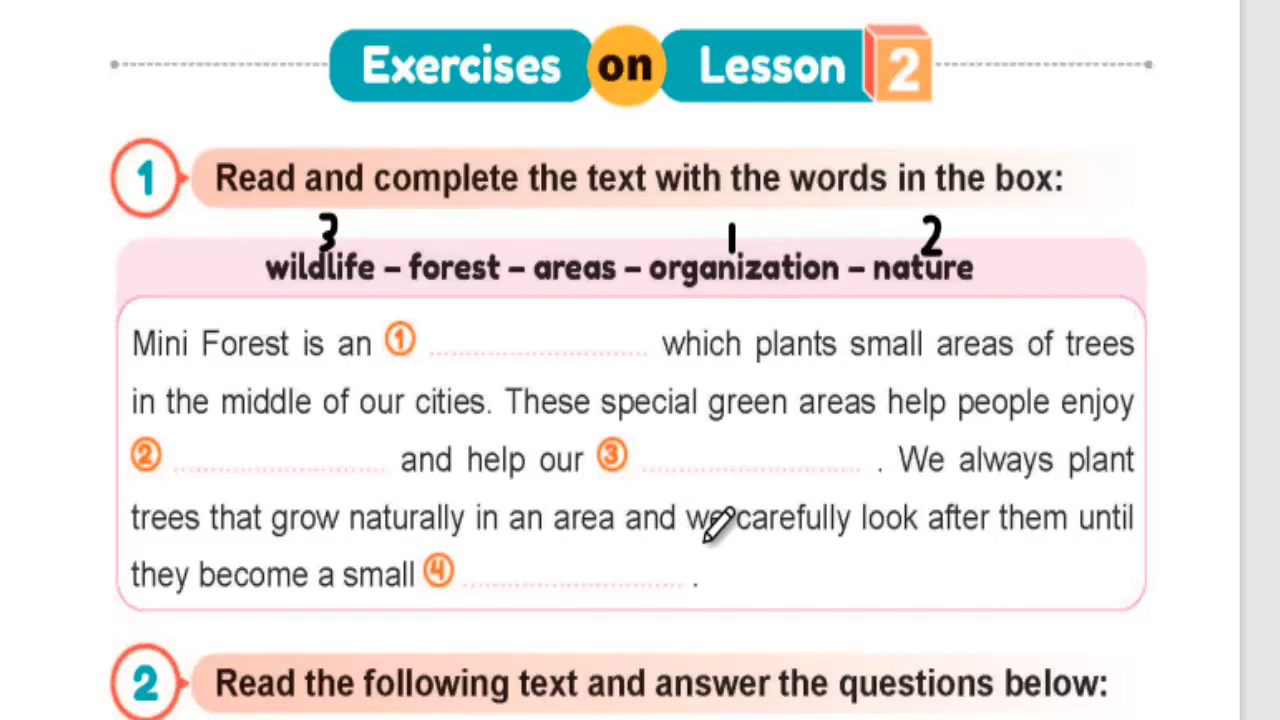 Exercises on Lesson 2
1 Read and complete the text with the words in the box:
3 1 2
wildlife – forest – areas – organization – nature
Mini Forest is an ① ........................ which plants small areas of trees
in the middle of our cities. These special green areas help people enjoy
② ........................ and help our ③ ........................ . We always plant
trees that grow naturally in an area and we carefully look after them until
they become a small ④ ........................ .
2 Read the following text and answer the questions below: